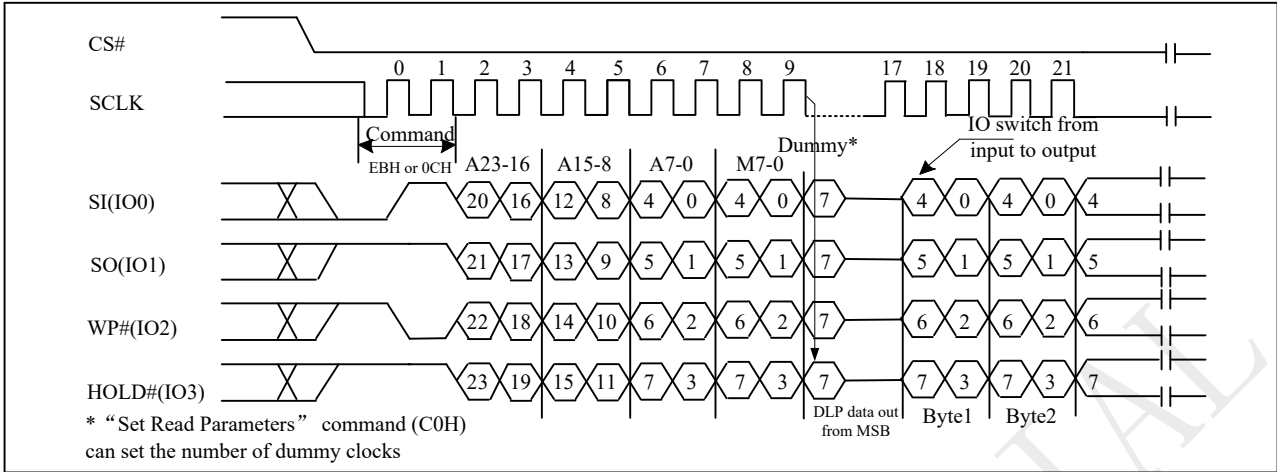 CS#
0 1 2 3 4 5 6 7 8 9 17 18 19 20 21
SCLK
Command
EBH or 0CH
Dummy*
IO switch from
input to output
A23-16 A15-8 A7-0 M7-0
SI(IO0) 20 16 12 8 4 0 4 0 7 4 0 4 0 4
SO(IO1) 21 17 13 9 5 1 5 1 7 5 1 5 1 5
WP#(IO2) 22 18 14 10 6 2 6 2 7 6 2 6 2 6
HOLD#(IO3) 23 19 15 11 7 3 7 3 7 7 3 7 3 7
DLP data out
from MSB
Byte1 Byte2
* “Set Read Parameters” command (C0H)
can set the number of dummy clocks